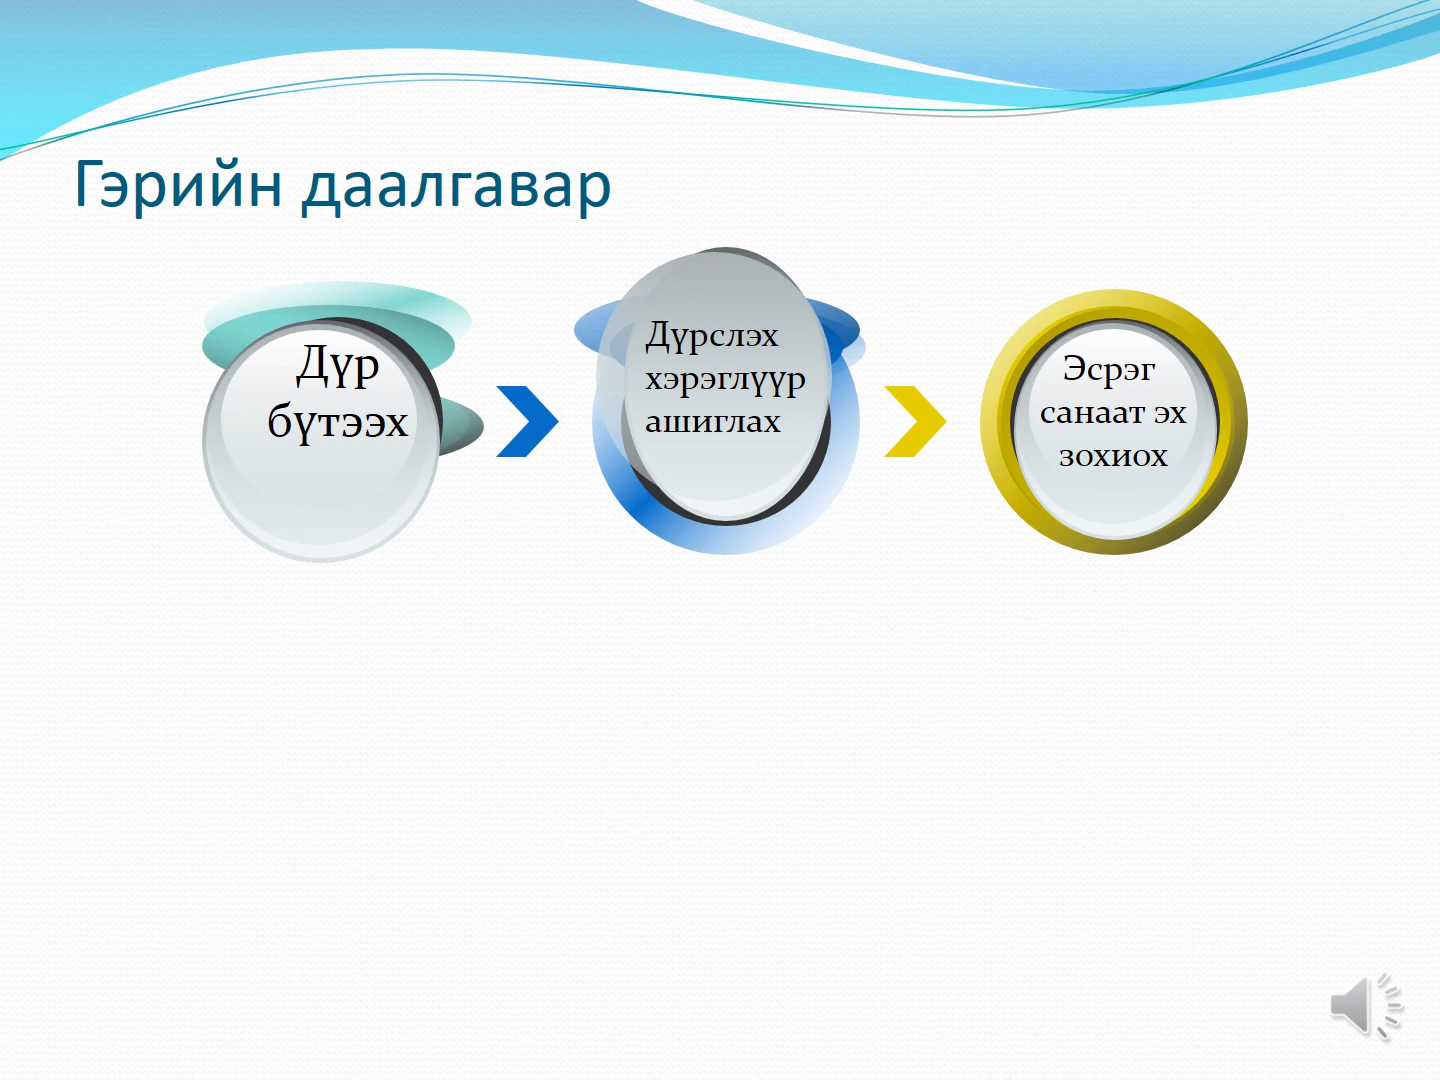 Гэрийн даалгавар
Дүр
бүтээх
Дүрслэх
хэрэглүүр
ашиглах
Эсрэг
санаат эх
зохиох